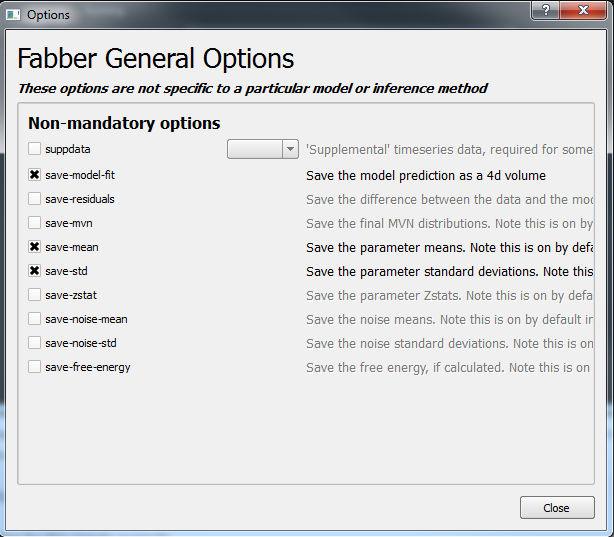 Options
?
Fabber General Options
These options are not specific to a particular model or inference method
Non-mandatory options
suppdata 'Supplemental' timeseries data, required for some
save-model-fit Save the model prediction as a 4d volume
save-residuals Save the difference between the data and the mod
save-mvn Save the final MVN distributions. Note this is on by
save-mean Save the parameter means. Note this is on by defa
save-std Save the parameter standard deviations. Note this
save-zstat Save the parameter Zstats. Note this is on by defau
save-noise-mean Save the noise means. Note this is on by default in
save-noise-std Save the noise standard deviations. Note this is on
save-free-energy Save the free energy, if calculated. Note this is on
Close